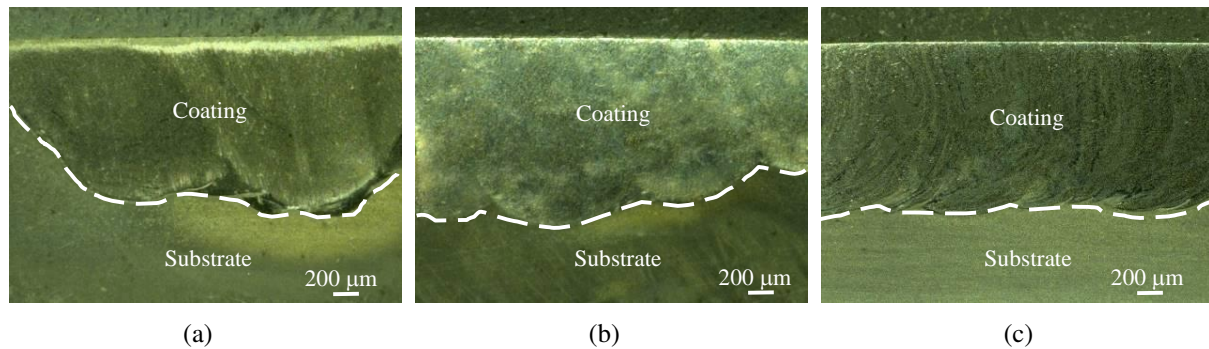 Coating
Substrate
200 μm
Coating
Substrate
200 μm
Coating
Substrate
200 μm
(a)
(b)
(c)